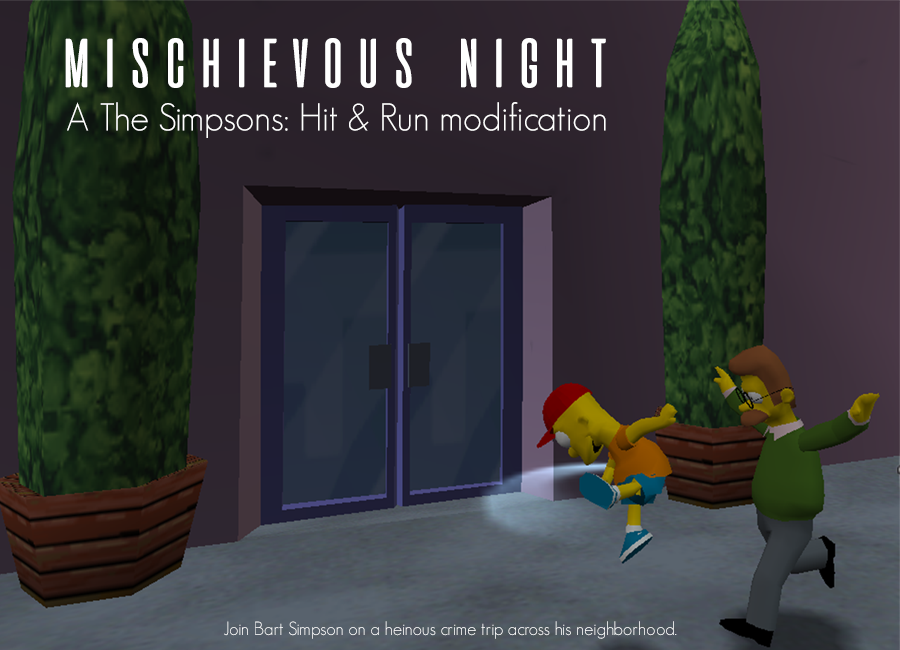 MISCHIEVOUS NIGHT
A The Simpsons: Hit & Run modification
Join Bart Simpson on a heinous crime trip across his neighborhood.